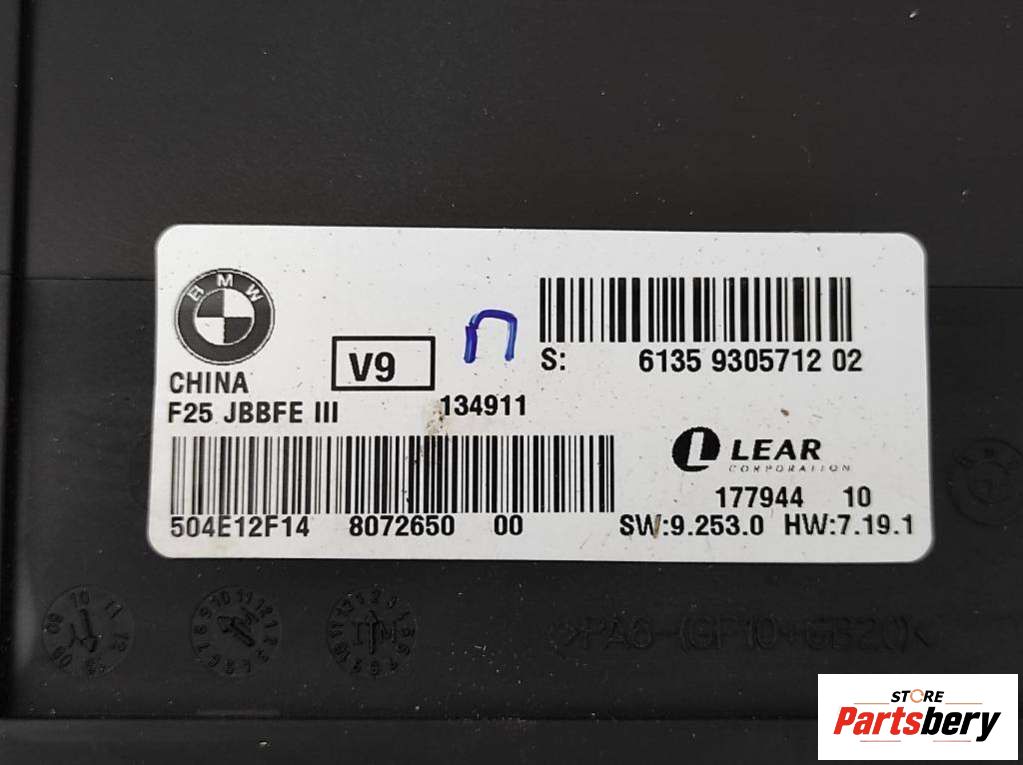 BMW
CHINA
F25 JBBFE III
V9
П
134911
S: 6135 9305712 02
LEAR
CORPORATION
177944 10
504E12F14 8072650 00
SW:9.253.0 HW:7.19.1
STORE
Partsbery